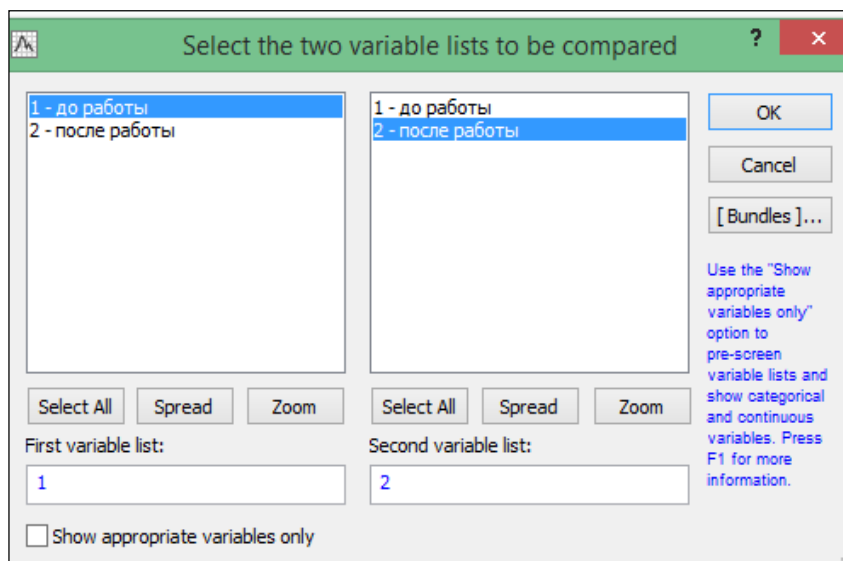 Select the two variable lists to be compared
?
×
1 - до работы
2 - после работы
1 - до работы
2 - после работы
OK
Cancel
[ Bundles ]...
Use the "Show
appropriate
variables only"
option to
pre-screen
variable lists and
show categorical
and continuous
variables. Press
F1 for more
information.
Select All
Spread
Zoom
Select All
Spread
Zoom
First variable list:
Second variable list:
1
2
Show appropriate variables only